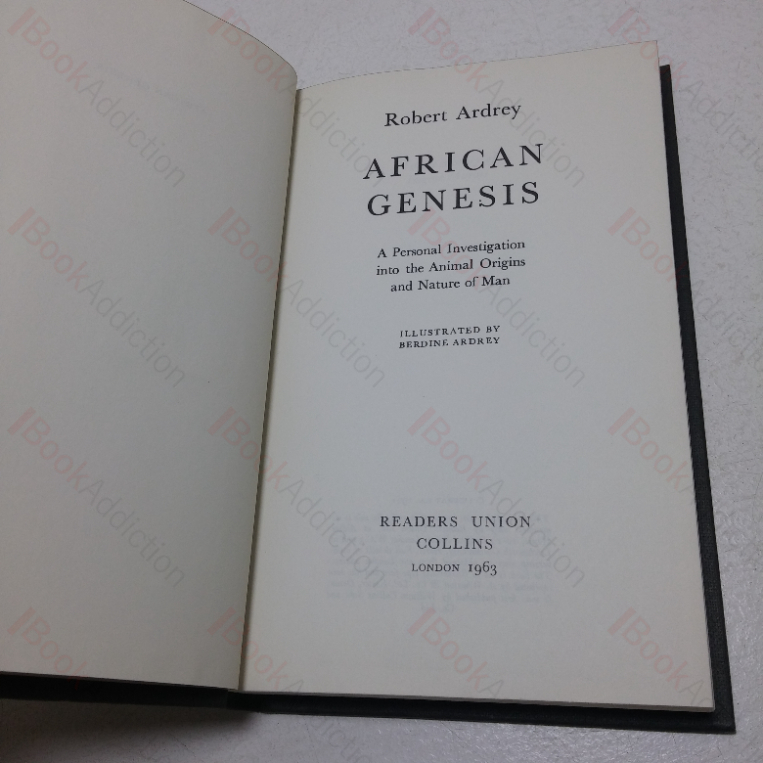 Robert Ardrey
AFRICAN
GENESIS
A Personal Investigation
into the Animal Origins
and Nature of Man
ILLUSTRATED BY
BERDINE ARDREY
READERS UNION
COLLINS
LONDON 1963
BookAddiction